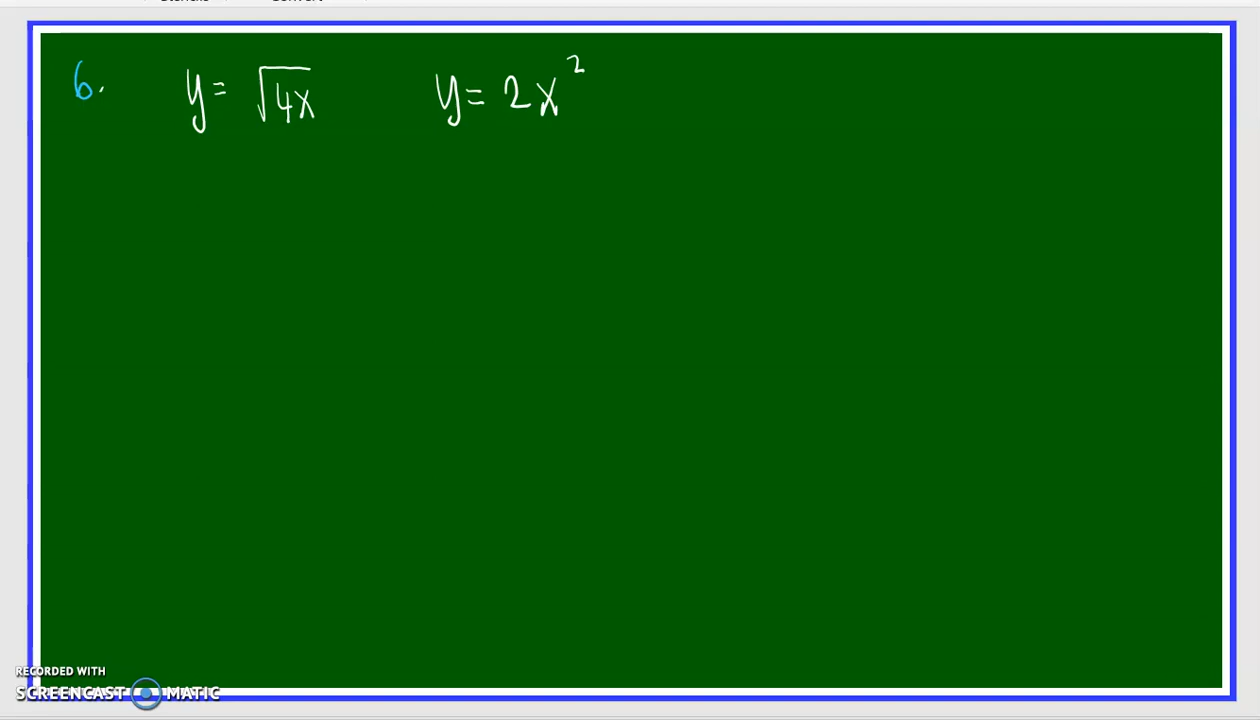 6. y = √4x y = 2x²
RECORDED WITH
SCREENCAST MATIC